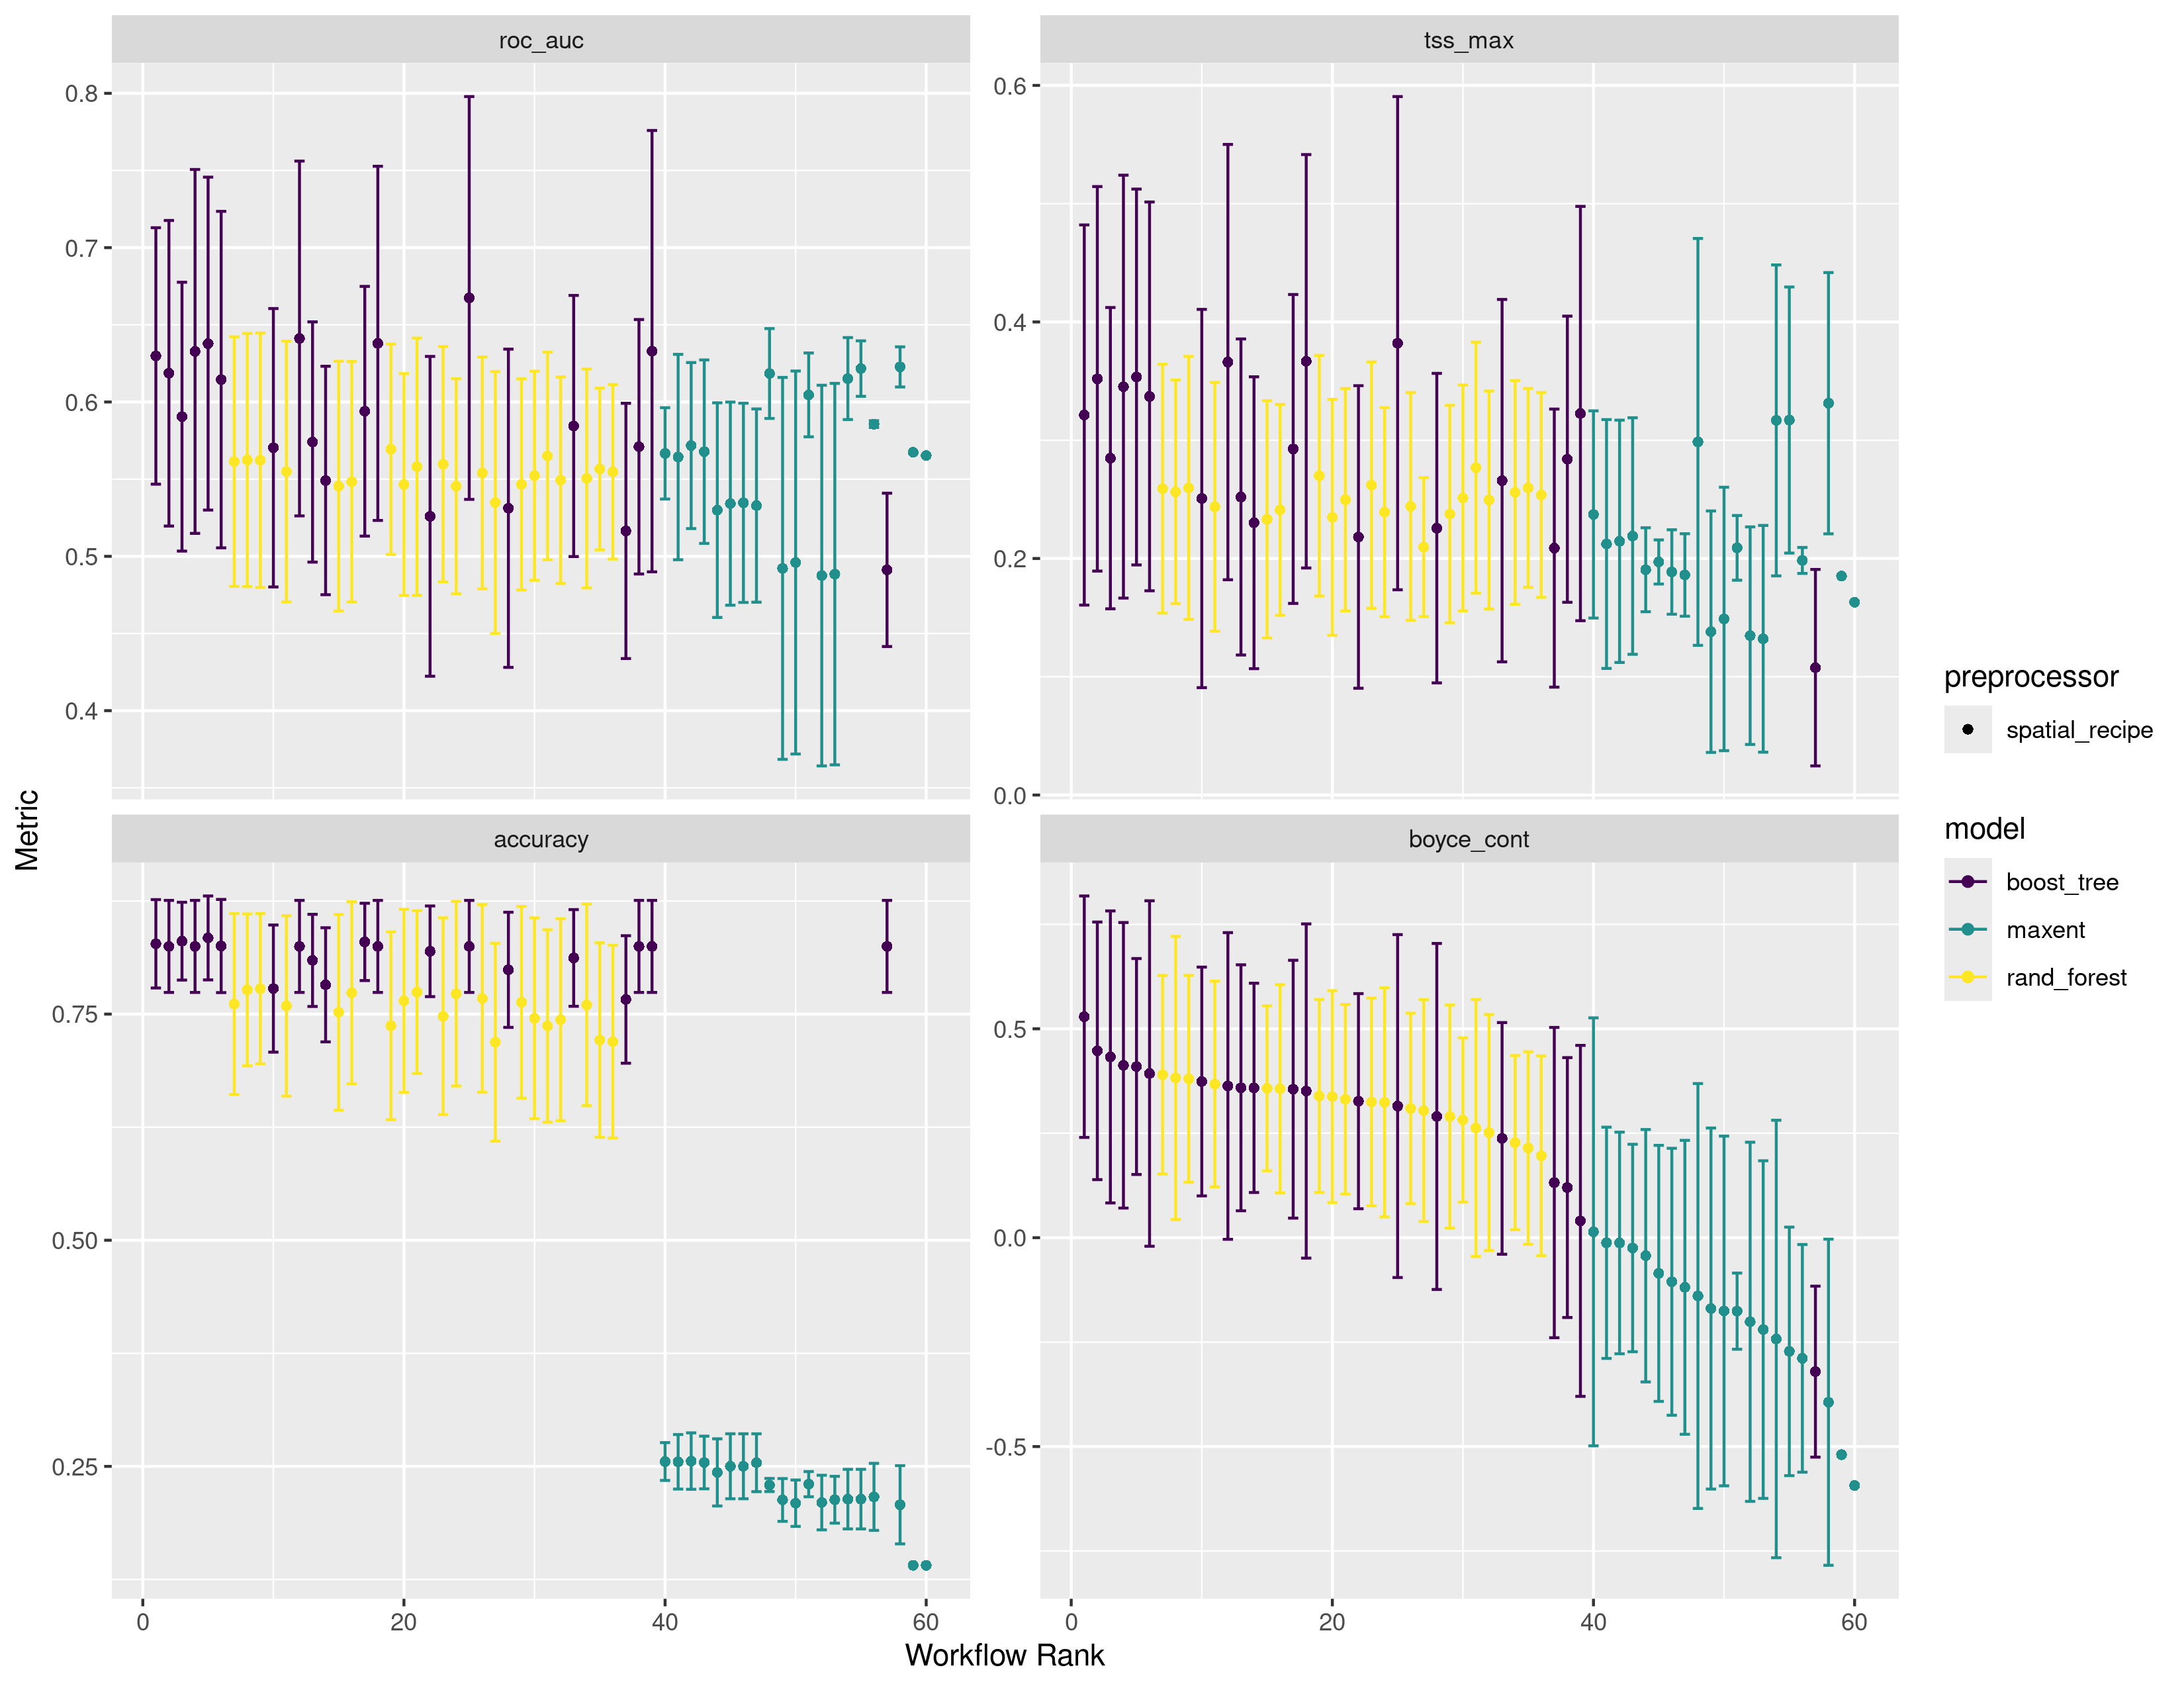 roc_auc
tss_max
0.8
0.7
0.6
0.5
0.4
0.6
0.4
0.2
0.0
accuracy
boyce_cont
0.75
0.50
0.25
0.5
0.0
-0.5
0 20 40 60
0 20 40 60
Workflow Rank
Metric
preprocessor
spatial_recipe
model
boost_tree
maxent
rand_forest